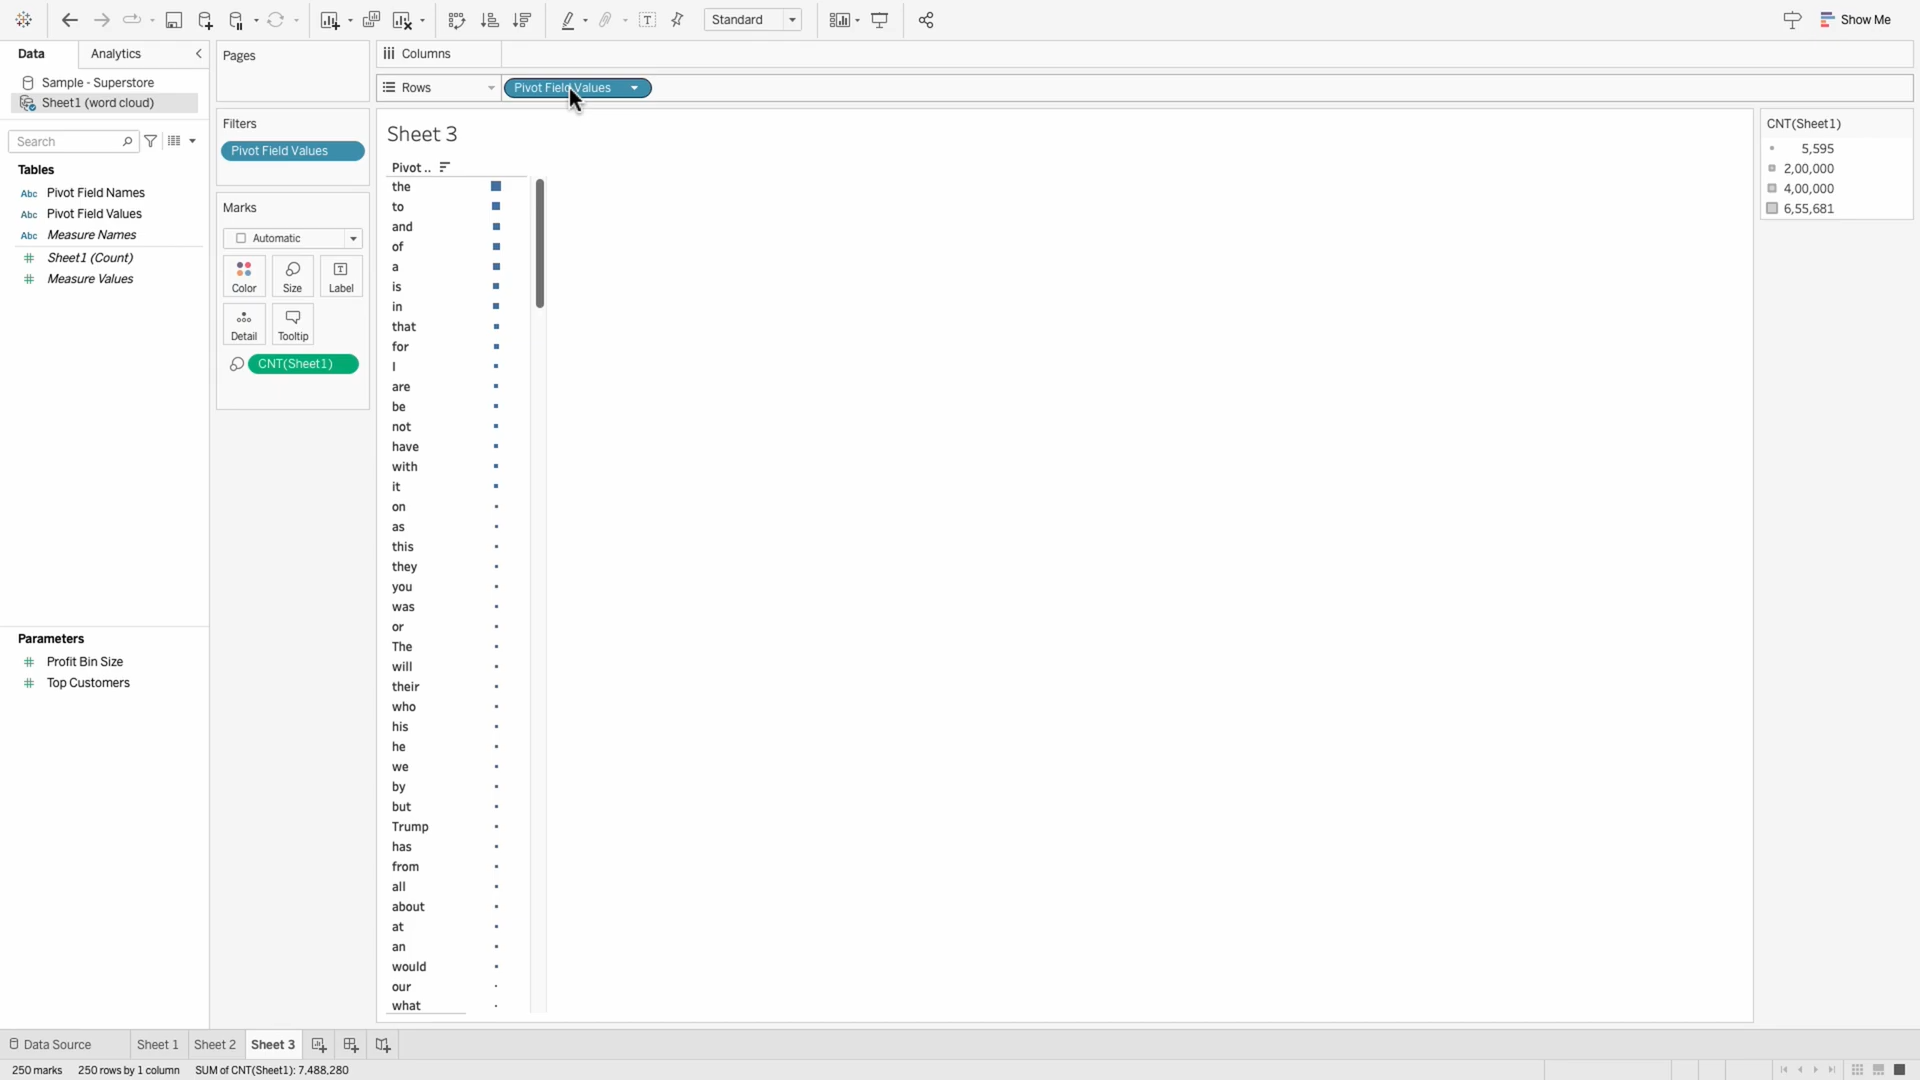 Standard
Show Me
Data
Analytics
Sample - Superstore
Sheet1 (word cloud)
Search
Tables
Abc Pivot Field Names
Abc Pivot Field Values
Abc Measure Names
# Sheet1 (Count)
# Measure Values
Parameters
# Profit Bin Size
# Top Customers
Pages
Filters
Pivot Field Values
Marks
Automatic
Color
Size
Label
Detail
Tooltip
CNT(Sheet1)
Columns
Rows
Pivot Field Values
Sheet 3
Pivot ..
the
to
and
of
a
is
in
that
for
I
are
be
not
have
with
it
on
as
this
they
you
was
or
The
will
their
who
his
he
we
by
but
Trump
has
from
all
about
at
an
would
our
what
CNT(Sheet1)
5,595
2,00,000
4,00,000
6,55,681
Data Source
Sheet 1
Sheet 2
Sheet 3
250 marks
250 rows by 1 column
SUM of CNT(Sheet1): 7,488,280